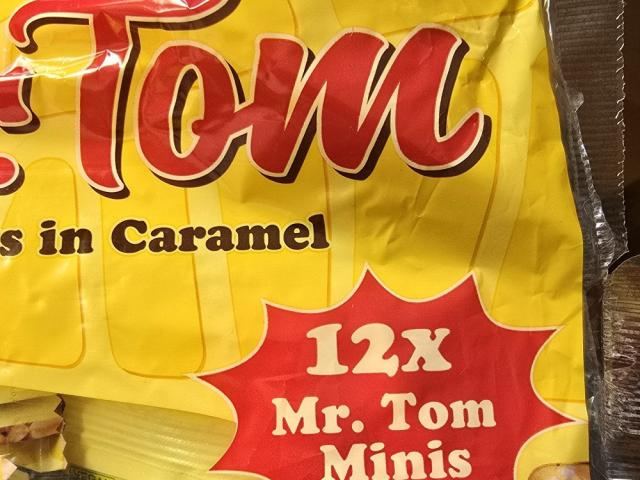 Tom
s in Caramel
12x
Mr. Tom
Minis